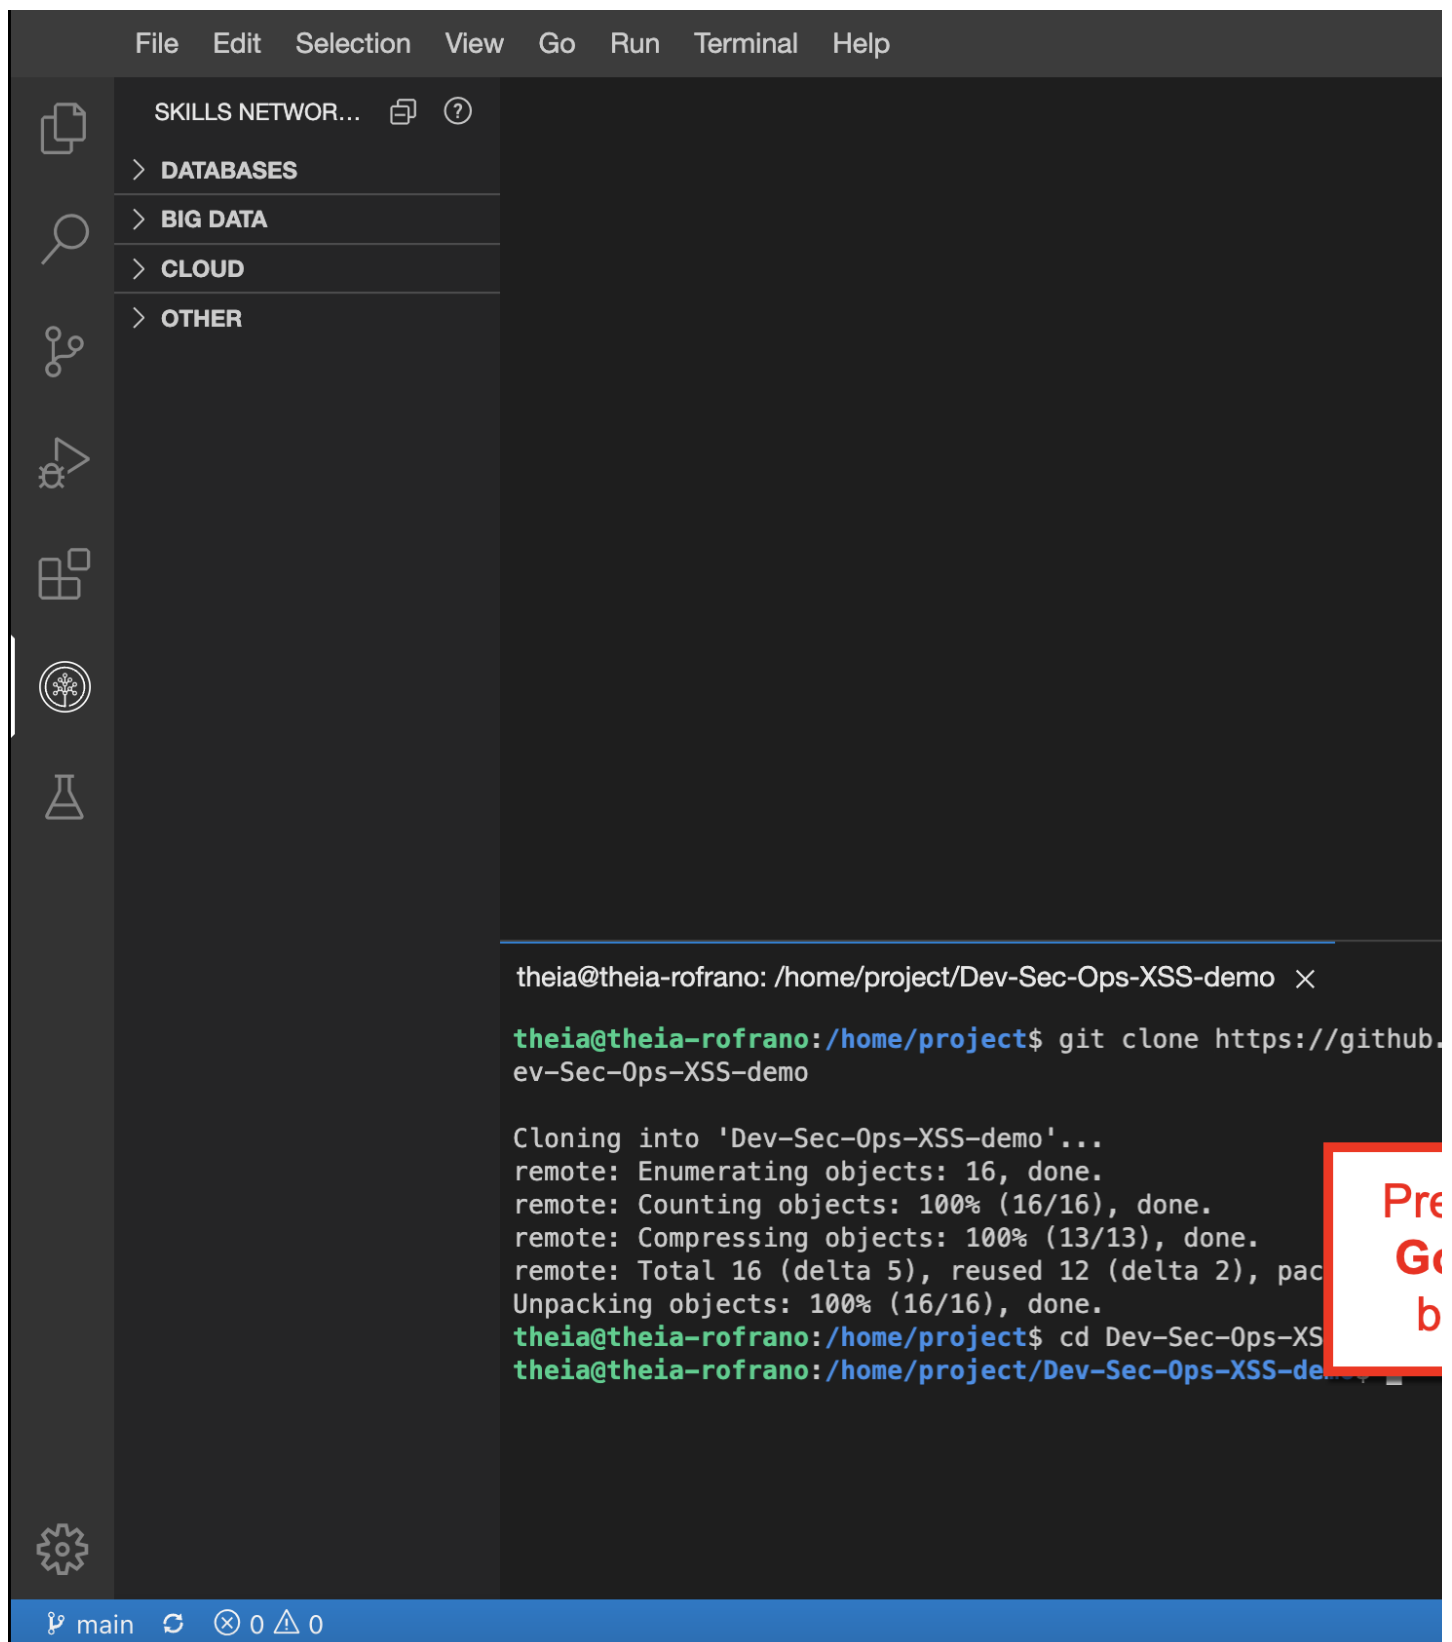 File Edit Selection View Go Run Terminal Help
SKILLS NETWOR...
DATABASES
BIG DATA
CLOUD
OTHER
theia@theia-rofrano: /home/project/Dev-Sec-Ops-XSS-demo
theia@theia-rofrano:/home/project$ git clone https://github.
ev-Sec-Ops-XSS-demo
Cloning into 'Dev-Sec-Ops-XSS-demo'...
remote: Enumerating objects: 16, done.
remote: Counting objects: 100% (16/16), done.
remote: Compressing objects: 100% (13/13), done.
remote: Total 16 (delta 5), reused 12 (delta 2), pac
Unpacking objects: 100% (16/16), done.
theia@theia-rofrano:/home/project$ cd Dev-Sec-Ops-XS
theia@theia-rofrano:/home/project/Dev-Sec-Ops-XSS-de
Pre
Go
b
main 0 0